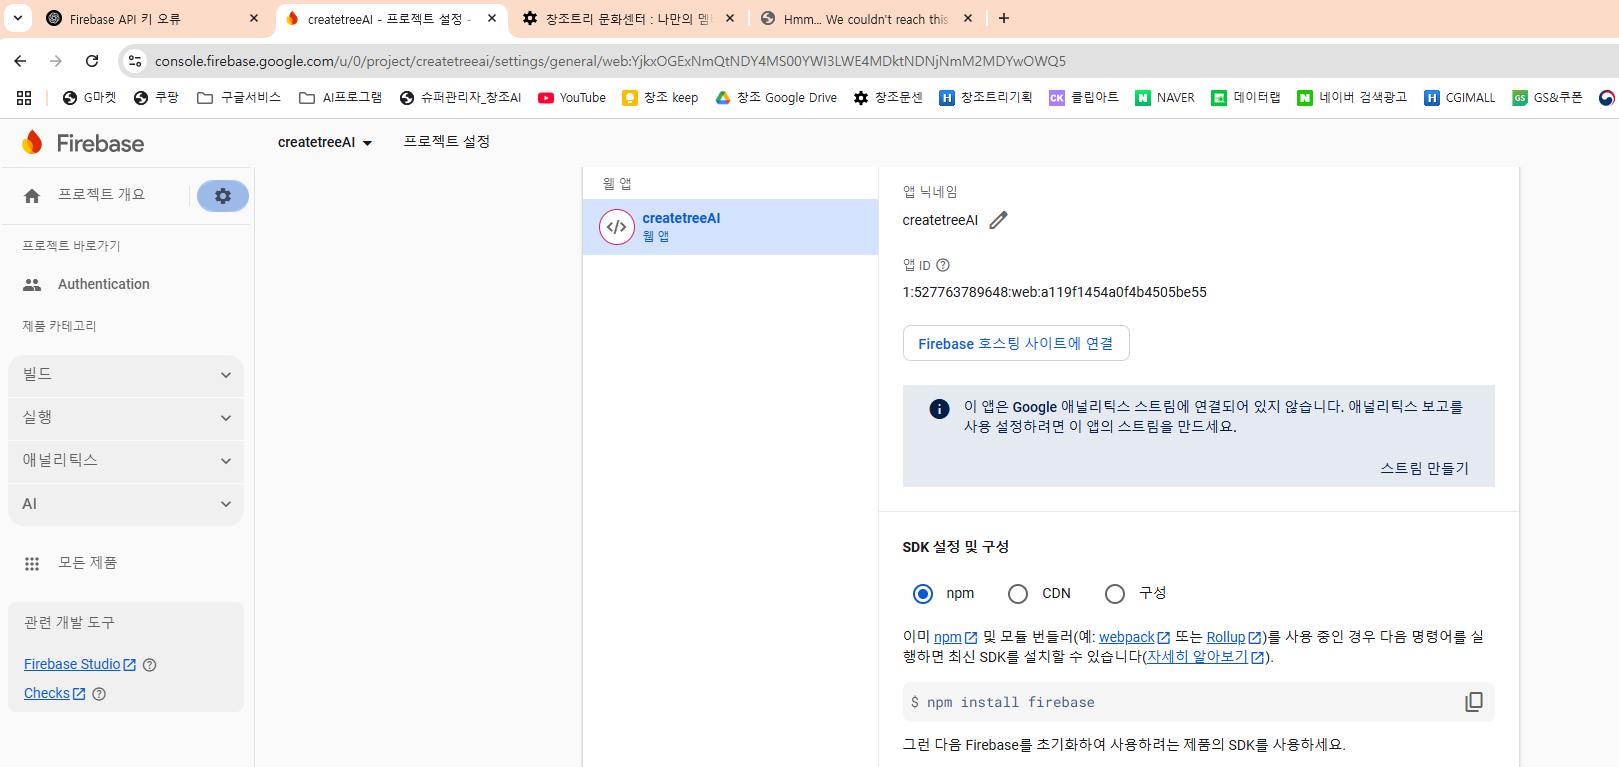 Firebase API 키 오류
createtreeAI - 프로젝트 설정 -
창조트리 문화센터 : 나만의 멤
Hmm... We couldn't reach this
console.firebase.google.com/u/0/project/createtreeai/settings/general/web:YjkxOGExNmQtNDY4MS00YWI3LWE4MDktNDNjNmM2MDYwOWQ5
G마켓
쿠팡
구글서비스
AI프로그램
슈퍼관리자_창조AI
YouTube
창조 keep
창조 Google Drive
창조문센
창조트리기획
클립아트
NAVER
데이터랩
네이버 검색광고
CGIMALL
GS&쿠폰
Firebase
createtreeAI
프로젝트 설정
프로젝트 개요
프로젝트 바로가기
Authentication
제품 카테고리
빌드
실행
애널리틱스
AI
모든 제품
관련 개발 도구
Firebase Studio
Checks
웹 앱
createtreeAI
웹 앱
앱 닉네임
createtreeAI
앱 ID
1:527763789648:web:a119f1454a0f4b4505be55
Firebase 호스팅 사이트에 연결
이 앱은 Google 애널리틱스 스트림에 연결되어 있지 않습니다. 애널리틱스 보고를
사용 설정하려면 이 앱의 스트림을 만드세요.
스트림 만들기
SDK 설정 및 구성
npm
CDN
구성
이미 npm 및 모듈 번들러(예: webpack 또는 Rollup)를 사용 중인 경우 다음 명령어를 실
행하면 최신 SDK를 설치할 수 있습니다(자세히 알아보기).
$ npm install firebase
그런 다음 Firebase를 초기화하여 사용하려는 제품의 SDK를 사용하세요.